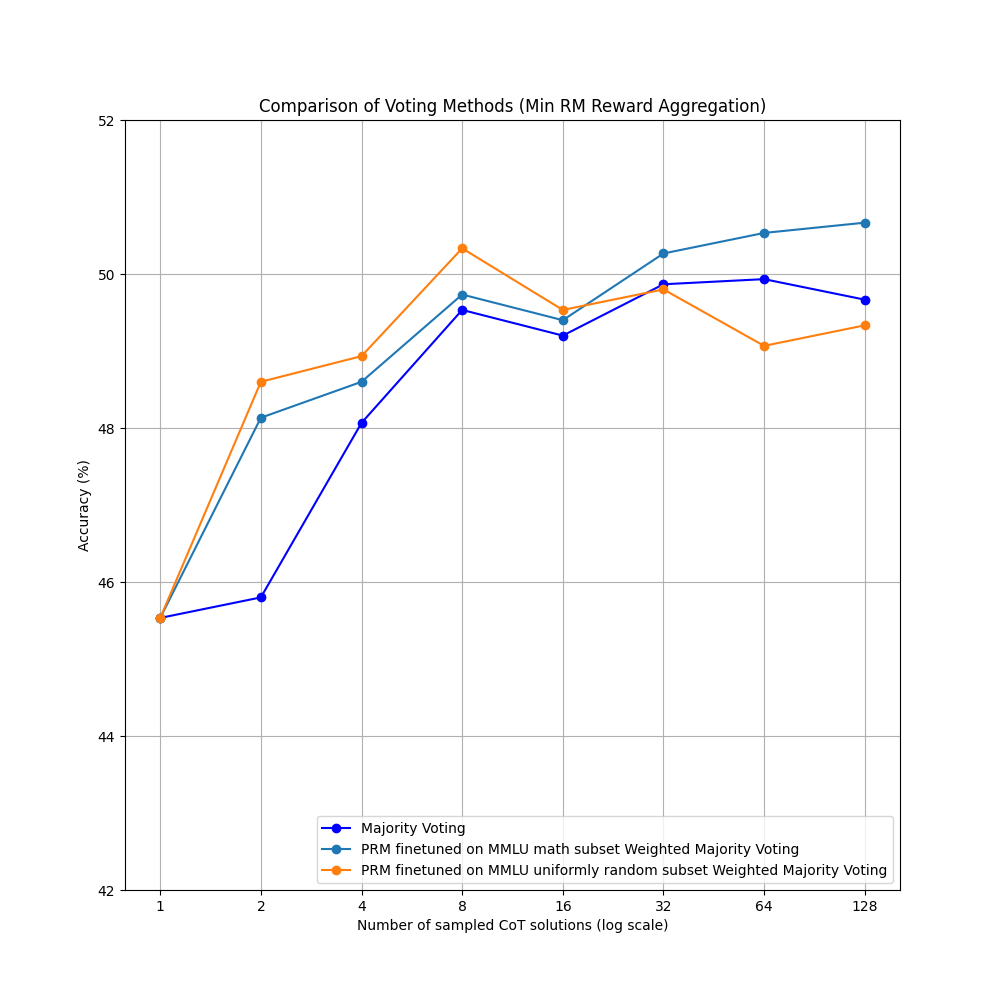 Comparison of Voting Methods (Min RM Reward Aggregation)
52
50
48
46
44
42
Accuracy (%)
Majority Voting
PRM finetuned on MMLU math subset Weighted Majority Voting
PRM finetuned on MMLU uniformly random subset Weighted Majority Voting
1 2 4 8 16 32 64 128
Number of sampled CoT solutions (log scale)